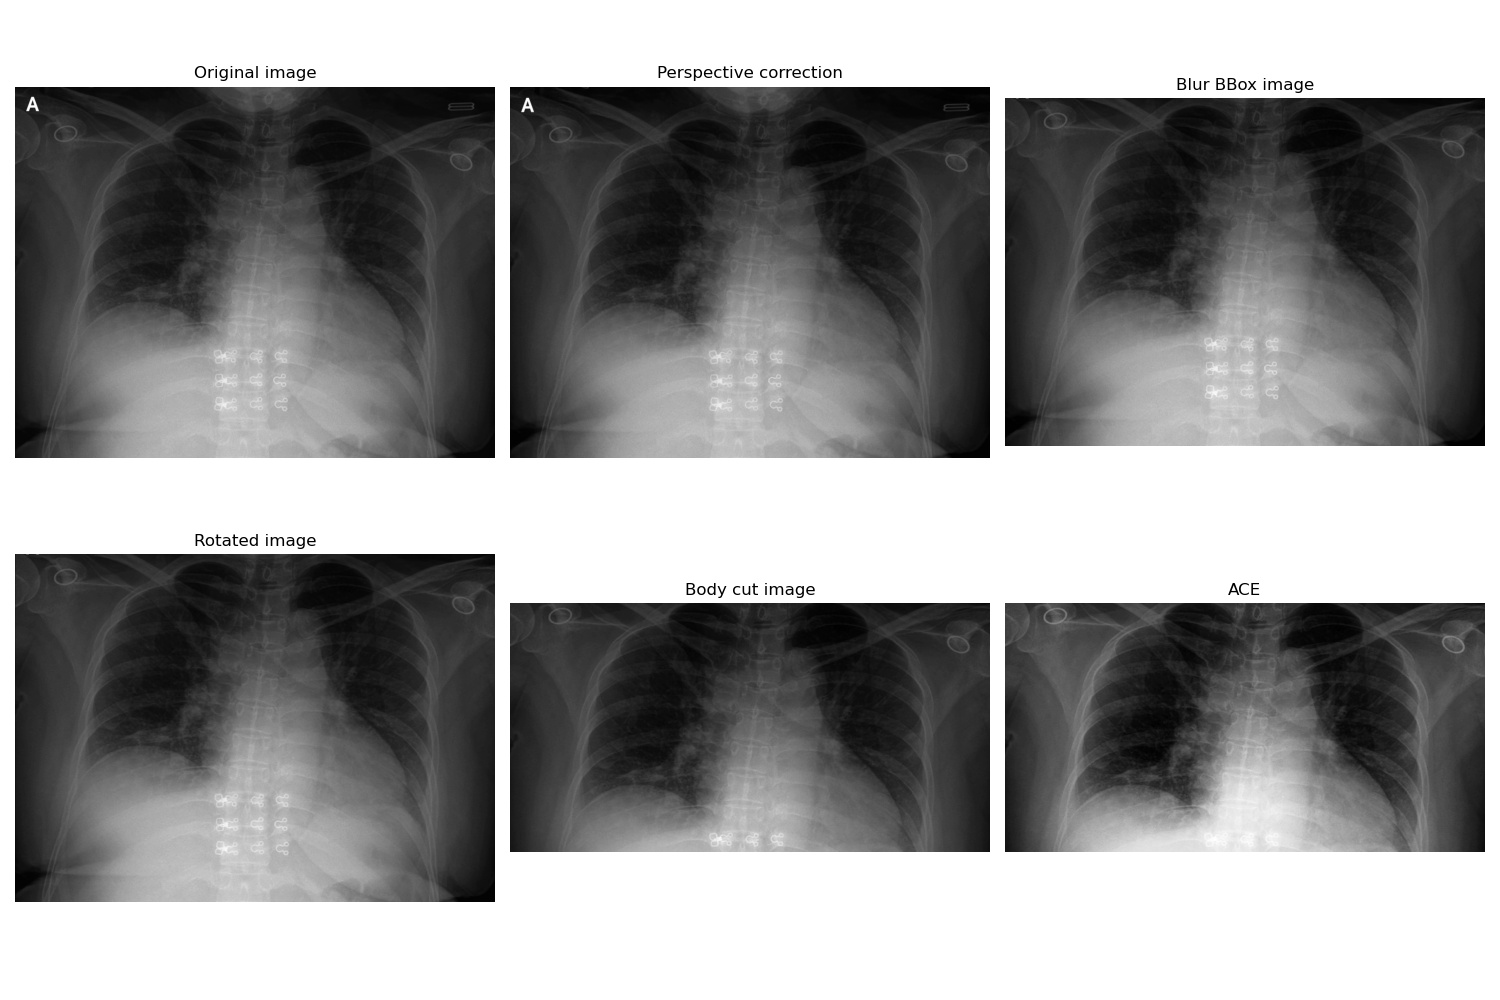 Original image
Perspective correction
Blur BBox image
A
A
Rotated image
Body cut image
ACE